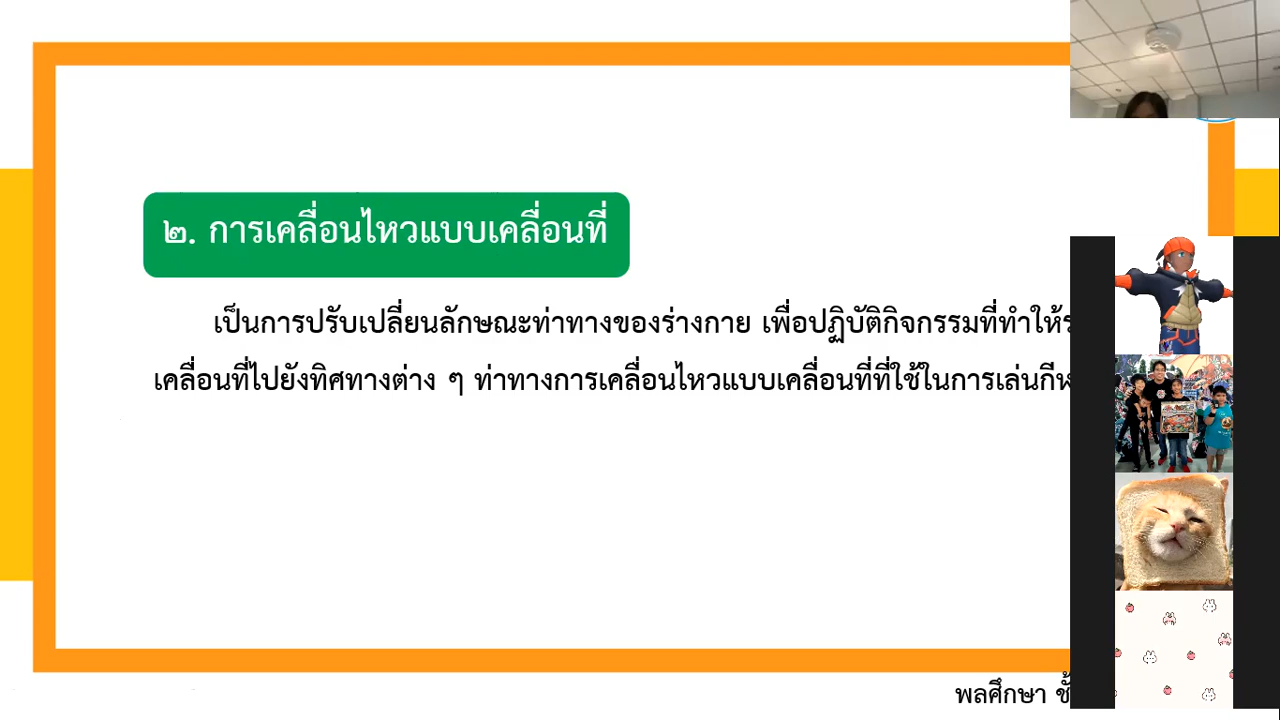 ๒. การเคลื่อนไหวแบบเคลื่อนที่
เป็นการปรับเปลี่ยนลักษณะท่าทางของร่างกาย เพื่อปฏิบัติกิจกรรมที่ทำให้
เคลื่อนที่ไปยังทิศทางต่าง ๆ ท่าทางการเคลื่อนไหวแบบเคลื่อนที่ที่ใช้ในการเล่น
พลศึกษา